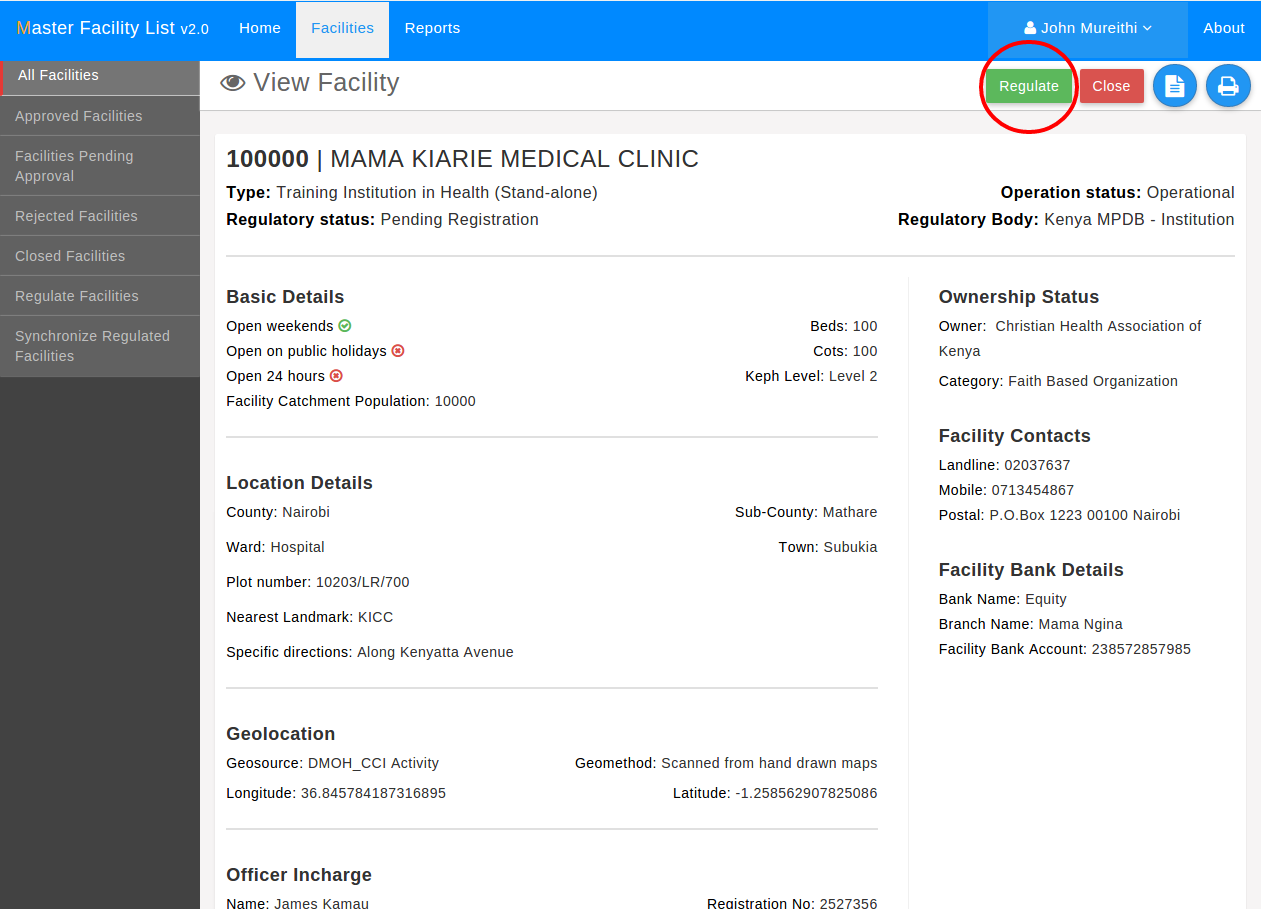 Master Facility List v2.0
Home
Facilities
Reports
John Mureithi
About
All Facilities
Approved Facilities
Facilities Pending
Approval
Rejected Facilities
Closed Facilities
Regulate Facilities
Synchronize Regulated
Facilities
View Facility
Regulate
Close
100000 | MAMA KIARIE MEDICAL CLINIC
Type: Training Institution in Health (Stand-alone)
Operation status: Operational
Regulatory status: Pending Registration
Regulatory Body: Kenya MPDB - Institution
Basic Details
Open weekends
Beds: 100
Open on public holidays
Cots: 100
Open 24 hours
Keph Level: Level 2
Facility Catchment Population: 10000
Location Details
County: Nairobi
Sub-County: Mathare
Ward: Hospital
Town: Subukia
Plot number: 10203/LR/700
Nearest Landmark: KICC
Specific directions: Along Kenyatta Avenue
Geolocation
Geosource: DMOH_CCI Activity
Geomethod: Scanned from hand drawn maps
Longitude: 36.845784187316895
Latitude: -1.258562907825086
Officer Incharge
Name: James Kamau
Registration No: 2527356
Ownership Status
Owner: Christian Health Association of
Kenya
Category: Faith Based Organization
Facility Contacts
Landline: 02037637
Mobile: 0713454867
Postal: P.O.Box 1223 00100 Nairobi
Facility Bank Details
Bank Name: Equity
Branch Name: Mama Ngina
Facility Bank Account: 238572857985